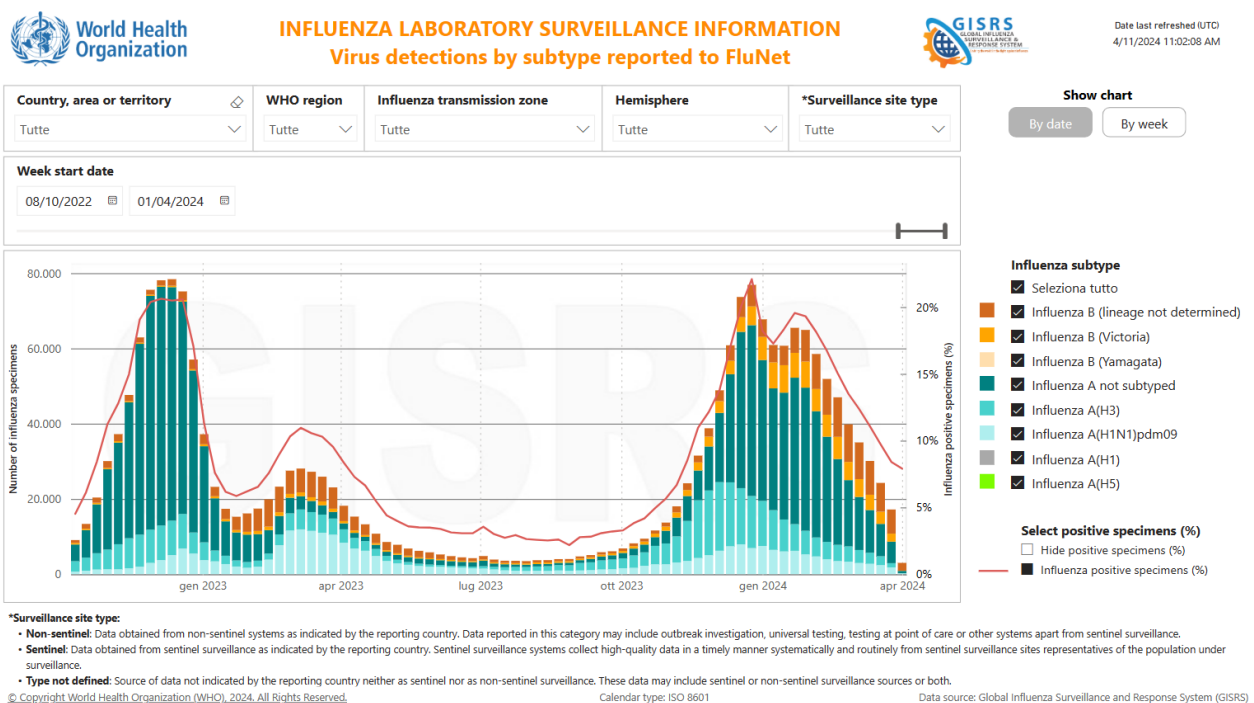 World Health
Organization
INFLUENZA LABORATORY SURVEILLANCE INFORMATION
Virus detections by subtype reported to FluNet
GISRS
GLOBAL INFLUENZA
SURVEILLANCE &
RESPONSE SYSTEM
Date last refreshed (UTC)
4/11/2024 11:02:08 AM
Country, area or territory
Tutte
WHO region
Tutte
Influenza transmission zone
Tutte
Hemisphere
Tutte
*Surveillance site type
Tutte
Show chart
By date
By week
Week start date
08/10/2022
01/04/2024
GISRS
Number of influenza specimens
80.000
60.000
40.000
20.000
0
gen 2023
apr 2023
lug 2023
ott 2023
gen 2024
apr 2024
20%
15%
10%
5%
0%
Influenza positive specimens (%)
Influenza subtype
Seleziona tutto
Influenza B (lineage not determined)
Influenza B (Victoria)
Influenza B (Yamagata)
Influenza A not subtyped
Influenza A(H3)
Influenza A(H1N1)pdm09
Influenza A(H1)
Influenza A(H5)
Select positive specimens (%)
Hide positive specimens (%)
Influenza positive specimens (%)
*Surveillance site type:
• Non-sentinel: Data obtained from non-sentinel systems as indicated by the reporting country. Data reported in this category may include outbreak investigation, universal testing, testing at point of care or other systems apart from sentinel surveillance.
• Sentinel: Data obtained from sentinel surveillance as indicated by the reporting country. Sentinel surveillance systems collect high-quality data in a timely manner systematically and routinely from sentinel surveillance sites representatives of the population under
surveillance.
• Type not defined: Source of data not indicated by the reporting country neither as sentinel nor as non-sentinel surveillance. These data may include sentinel or non-sentinel surveillance sources or both.
© Copyright World Health Organization (WHO), 2024. All Rights Reserved.
Calendar type: ISO 8601
Data source: Global Influenza Surveillance and Response System (GISRS)